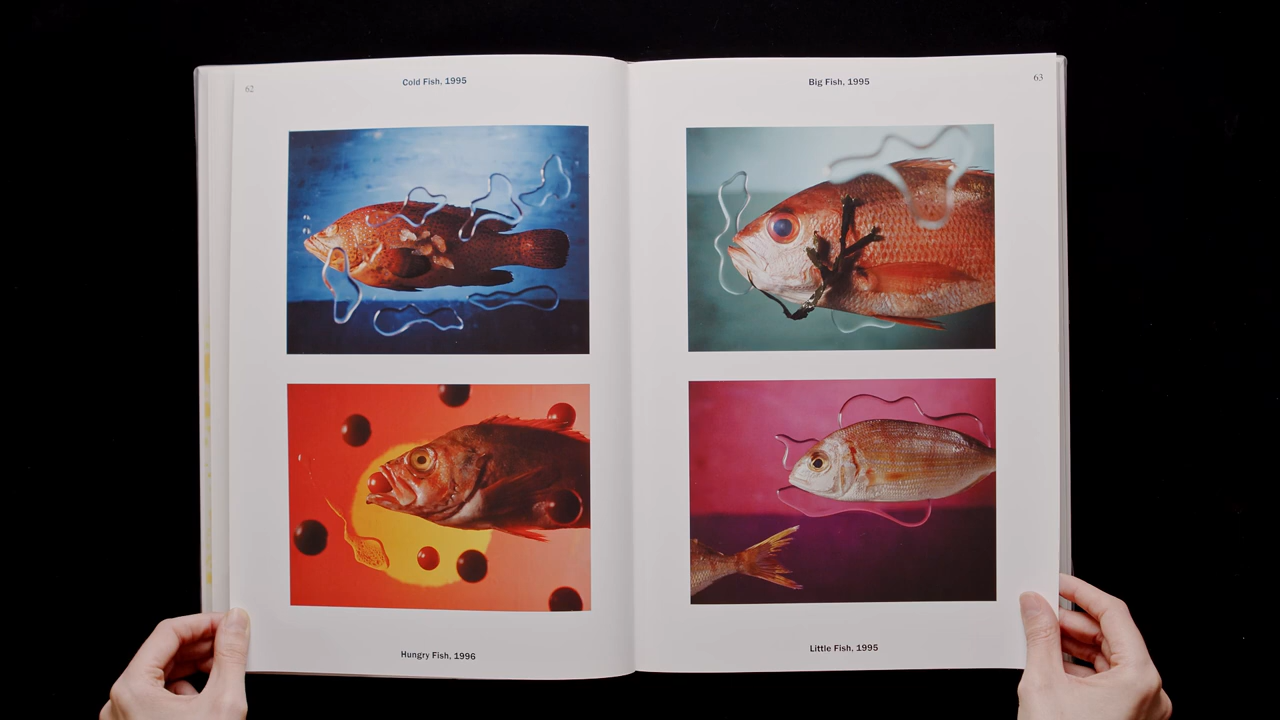 62
Cold Fish, 1995
Hungry Fish, 1996
Big Fish, 1995
63
Little Fish, 1995